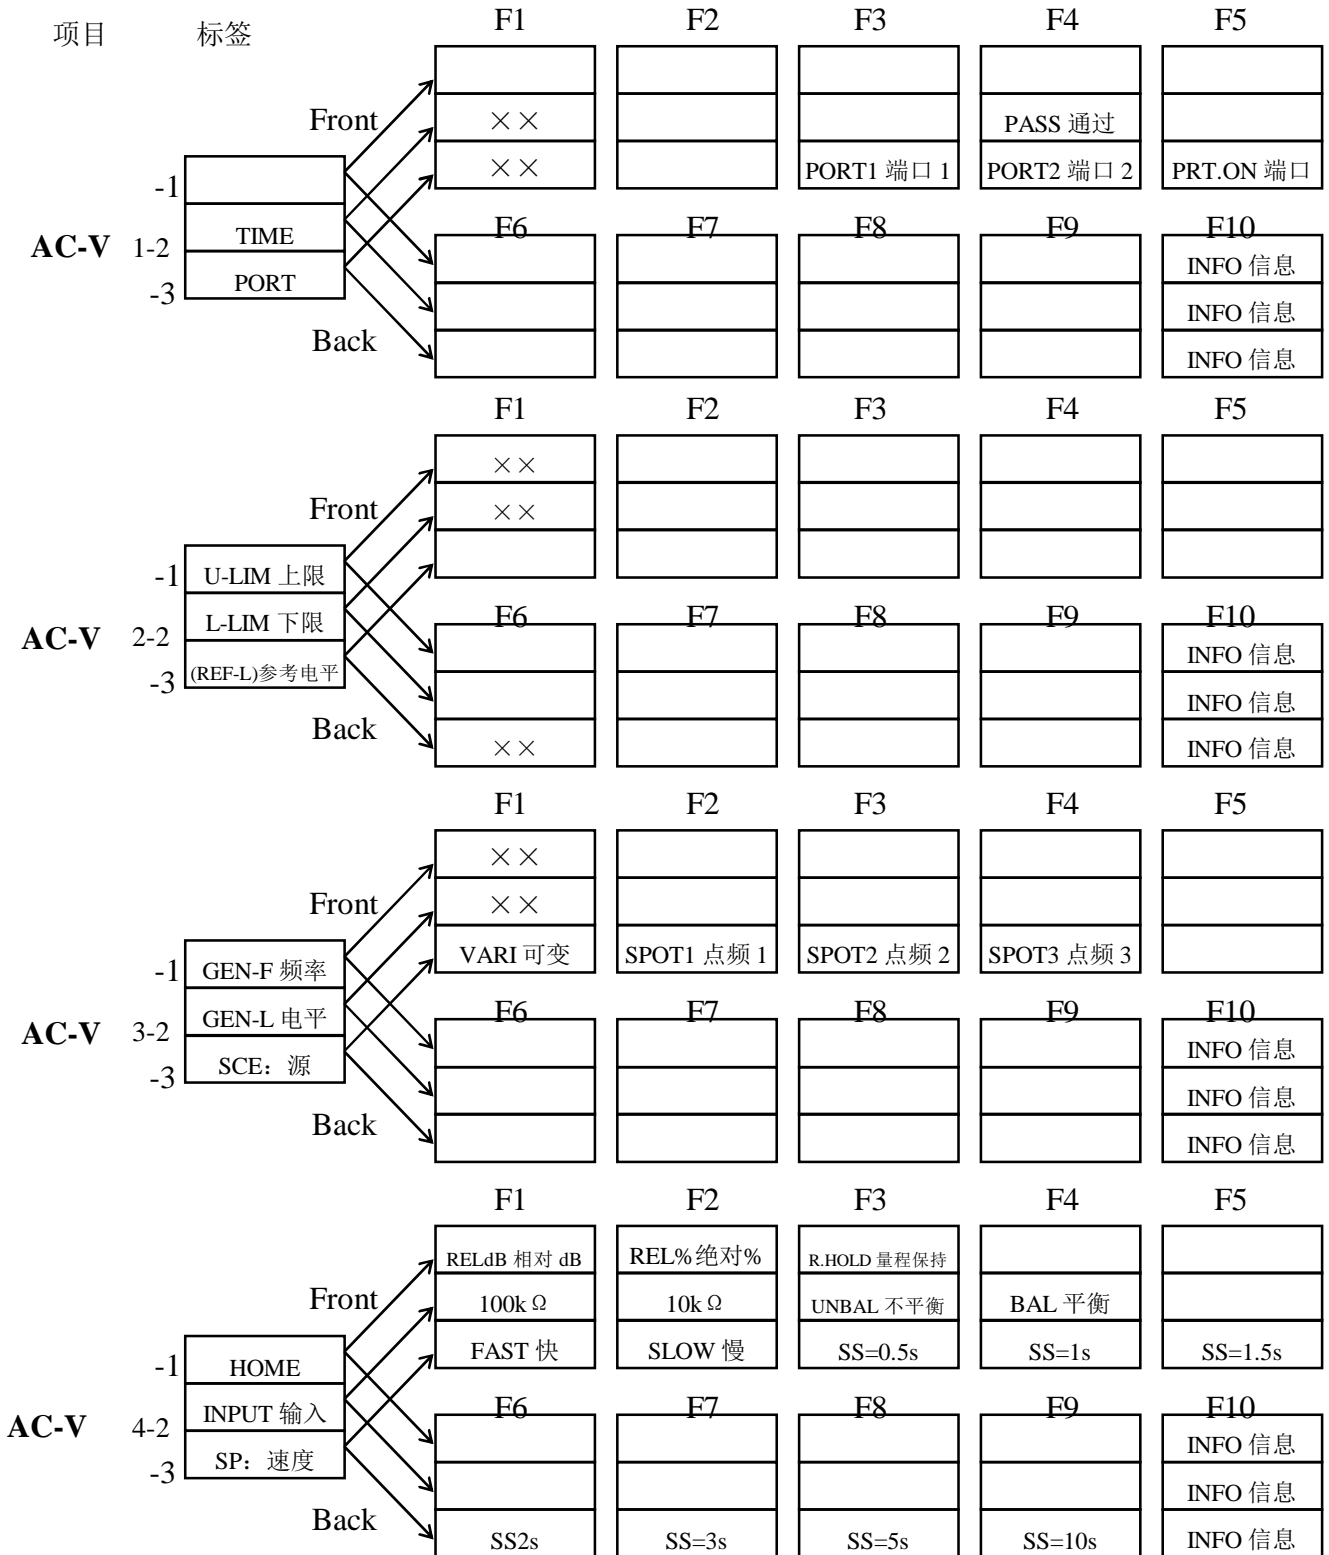 项目 标签 F1 F2 F3 F4 F5
Front ×× PASS 通过
×× PORT1 端口 1 PORT2 端口 2 PRT.ON 端口
-1
AC-V 1-2 TIME F6 F7 F8 F9 F10
INFO 信息
-3 PORT INFO 信息
Back INFO 信息
F1 F2 F3 F4 F5
××
Front ××
-1 U-LIM 上限
AC-V 2-2 L-LIM 下限 F6 F7 F8 F9 F10
INFO 信息
-3 (REF-L)参考电平 INFO 信息
Back ×× INFO 信息
F1 F2 F3 F4 F5
××
Front ××
VARI 可变 SPOT1 点频 1 SPOT2 点频 2 SPOT3 点频 3
-1 GEN-F 频率
AC-V 3-2 GEN-L 电平 F6 F7 F8 F9 F10
INFO 信息
-3 SCE：源 INFO 信息
Back INFO 信息
F1 F2 F3 F4 F5
RELdB 相对 dB REL%绝对% R.HOLD 量程保持
Front 100kΩ 10kΩ UNBAL 不平衡 BAL 平衡
FAST 快 SLOW 慢 SS=0.5s SS=1s SS=1.5s
-1 HOME
AC-V 4-2 INPUT 输入 F6 F7 F8 F9 F10
INFO 信息
-3 SP：速度 INFO 信息
Back SS2s SS=3s SS=5s SS=10s INFO 信息